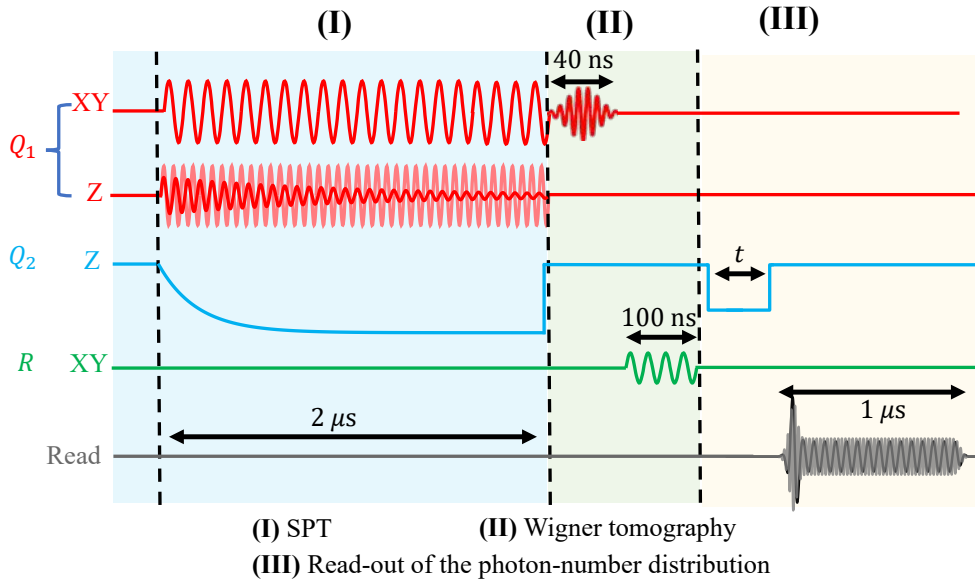 (I) (II) (III)
40 ns
XY
Q₁
Z
Q₂ Z t
100 ns
R XY
2 μs 1 μs
Read
(I) SPT (II) Wigner tomography
(III) Read-out of the photon-number distribution